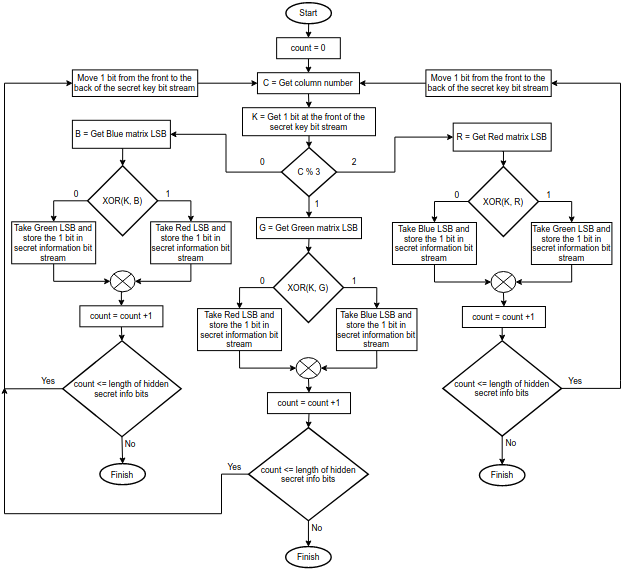 Start
count = 0
Move 1 bit from the front to the
back of the secret key bit stream
C = Get column number
Move 1 bit from the front to the
back of the secret key bit stream
K = Get 1 bit at the front of the
secret key bit stream
B = Get Blue matrix LSB
R = Get Red matrix LSB
0
C % 3
2
1
0
XOR(K, B)
1
G = Get Green matrix LSB
0
XOR(K, R)
1
Take Green LSB and
store the 1 bit in
secret information bit
stream
Take Red LSB and
store the 1 bit in
secret information bit
stream
0
XOR(K, G)
1
Take Blue LSB and
store the 1 bit in
secret information bit
stream
Take Green LSB and
store the 1 bit in
secret information bit
stream
Take Red LSB and
store the 1 bit in
secret information bit
stream
Take Blue LSB and
store the 1 bit in
secret information bit
stream
count = count +1
count = count +1
Yes
count <= length of hidden
secret info bits
count <= length of hidden
secret info bits
Yes
count = count +1
No
No
Finish
Yes
count <= length of hidden
secret info bits
Finish
No
Finish